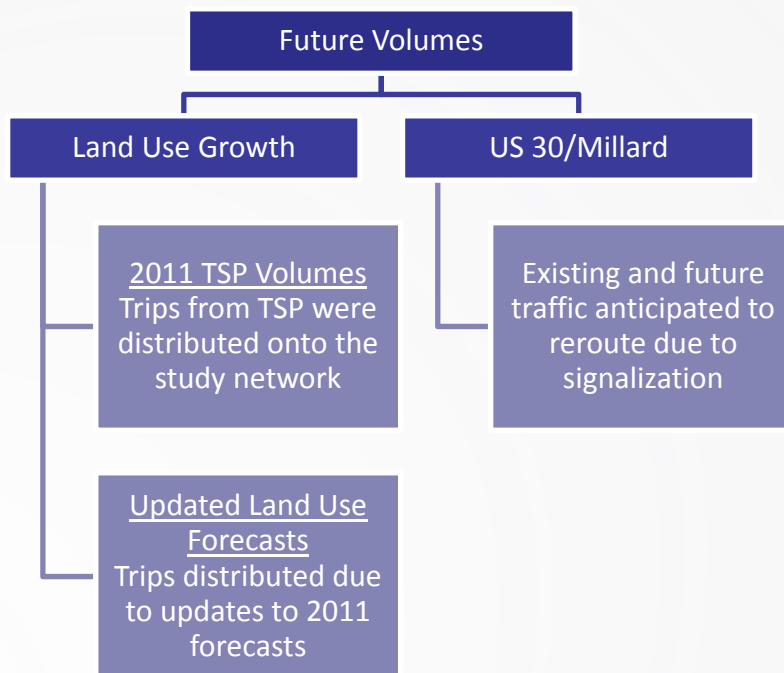 Future Volumes
Land Use Growth
US 30/Millard
2011 TSP Volumes
Trips from TSP were
distributed onto the
study network
Existing and future
traffic anticipated to
reroute due to
signalization
Updated Land Use
Forecasts
Trips distributed due
to updates to 2011
forecasts